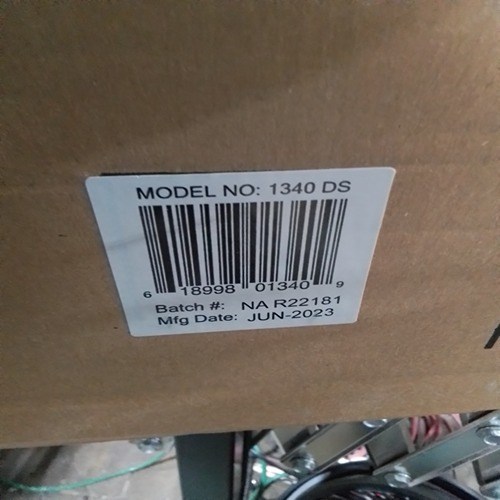 MODEL NO: 1340 DS
6 18998 01340 9
Batch #: NA R22181
Mfg Date: JUN-2023